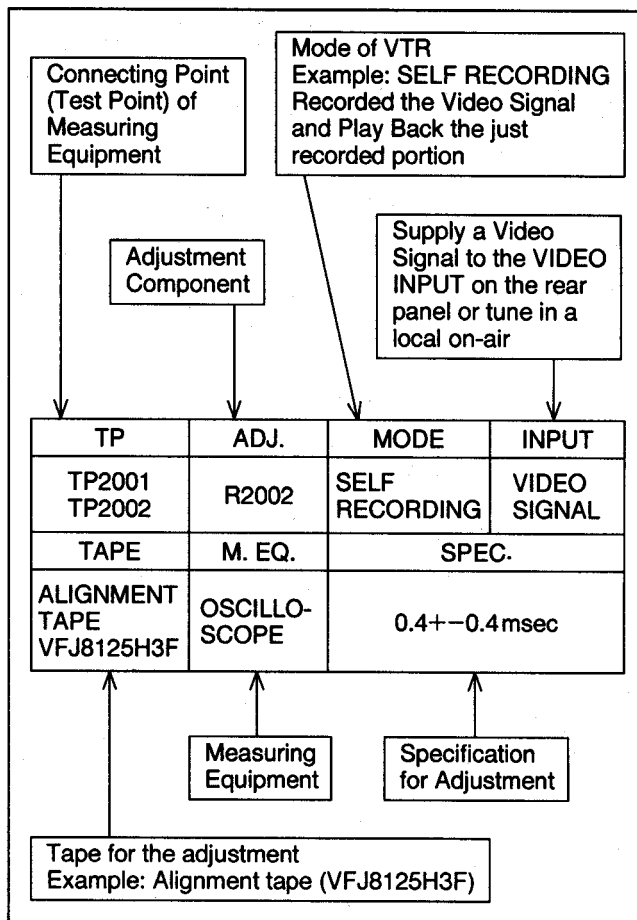 Connecting Point
(Test Point) of
Measuring
Equipment
Mode of VTR
Example: SELF RECORDING
Recorded the Video Signal
and Play Back the just
recorded portion
Adjustment
Component
Supply a Video
Signal to the VIDEO
INPUT on the rear
panel or tune in a
local on-air
TP ADJ. MODE INPUT
TP2001
TP2002
R2002
SELF
RECORDING
VIDEO
SIGNAL
TAPE M. EQ. SPEC.
ALIGNMENT
TAPE
VFJ8125H3F
OSCILLO-
SCOPE
0.4+−0.4msec
Measuring
Equipment
Specification
for Adjustment
Tape for the adjustment
Example: Alignment tape (VFJ8125H3F)